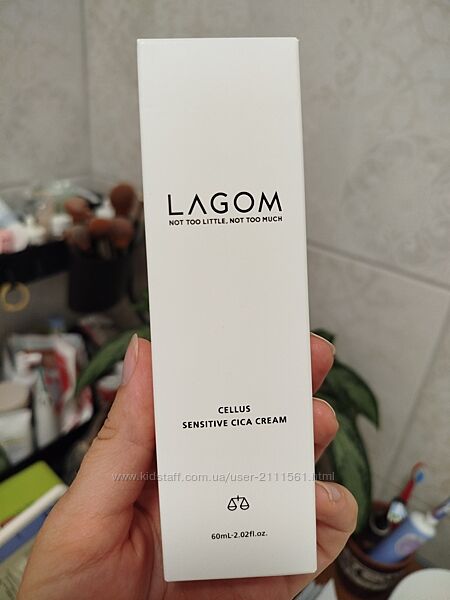 LAGOM
NOT TOO LITTLE, NOT TOO MUCH
CELLUS
SENSITIVE CICA CREAM
www.kidstaff.com.ua/user-2111561.html
60mL-2.02fl.oz.